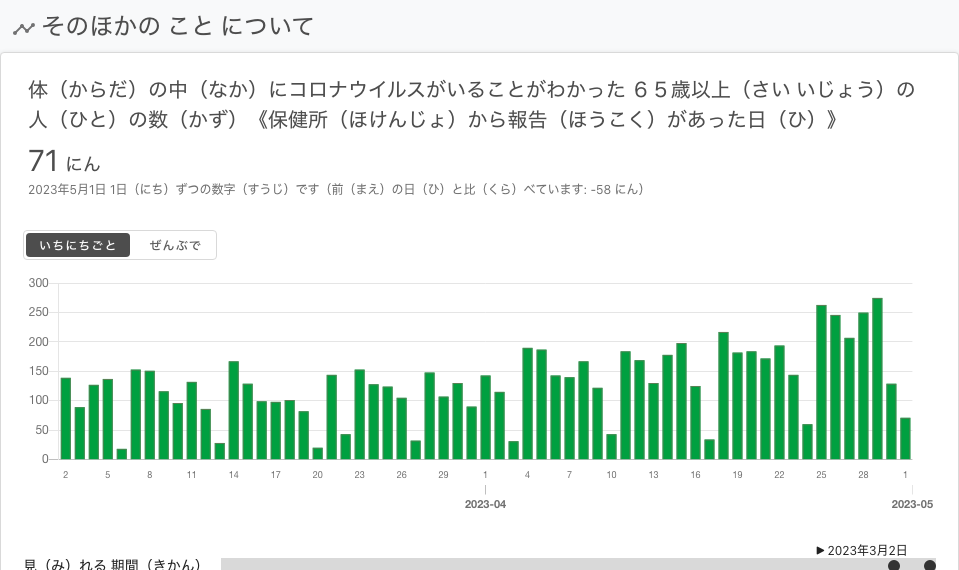 そのほかの こと について
体（からだ）の中（なか）にコロナウイルスがいることがわかった ６５歳以上（さい いじょう）の
人（ひと）の数（かず）《保健所（ほけんじょ）から報告（ほうこく）があった日（ひ）》
71 にん
2023年5月1日 1日（にち）ずつの数字（すうじ）です（前（まえ）の日（ひ）と比（くら）べています: -58 にん）
いちにちごと ぜんぶで
300
250
200
150
100
50
0
2 5 8 11 14 17 20 23 26 29 1 4 7 10 13 16 19 22 25 28 1
2023-04 2023-05
▶ 2023年3月2日
見（み）れる 期間（きかん）